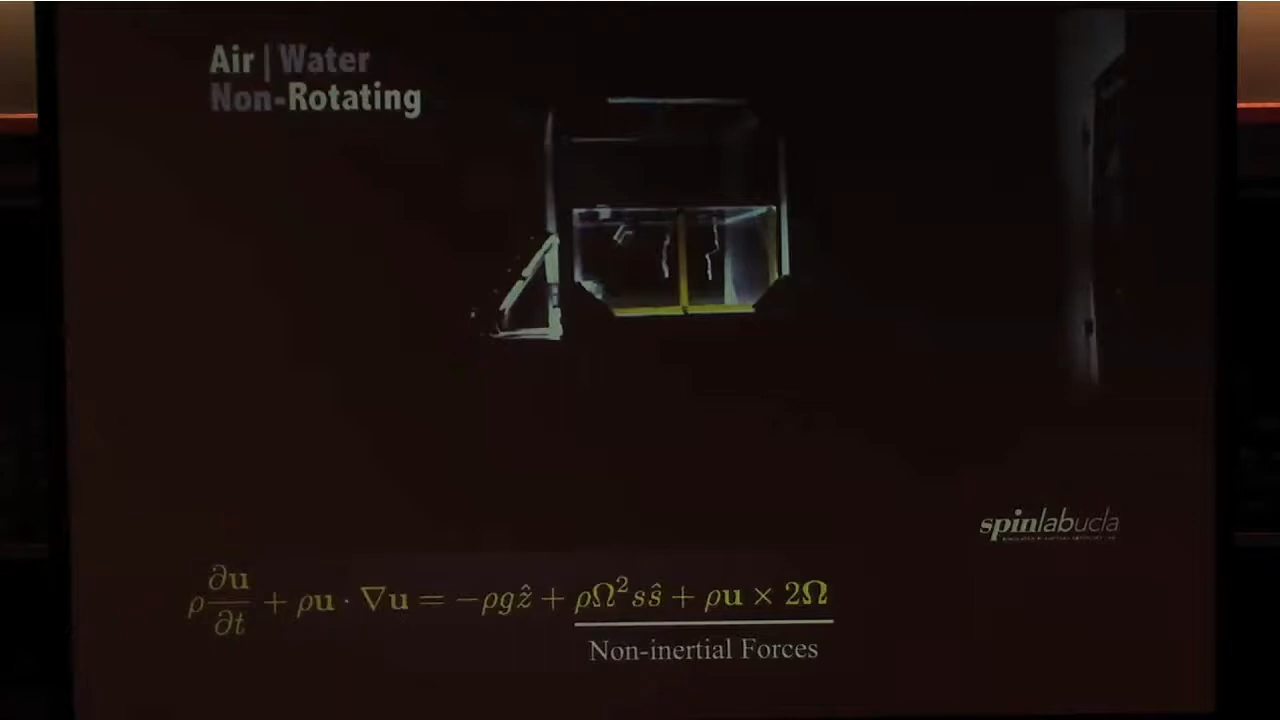 Air | Water
Non-Rotating
spinlabucla
ρ∂u/∂t + ρu · ∇u = −ρgẑ + ρΩ²sŝ + ρu × 2Ω
Non-inertial Forces